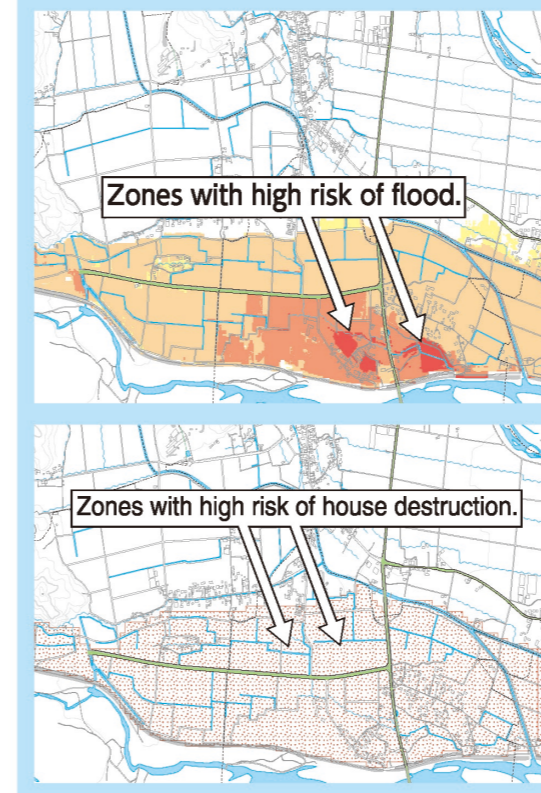 Zones with high risk of flood.
Zones with high risk of house destruction.